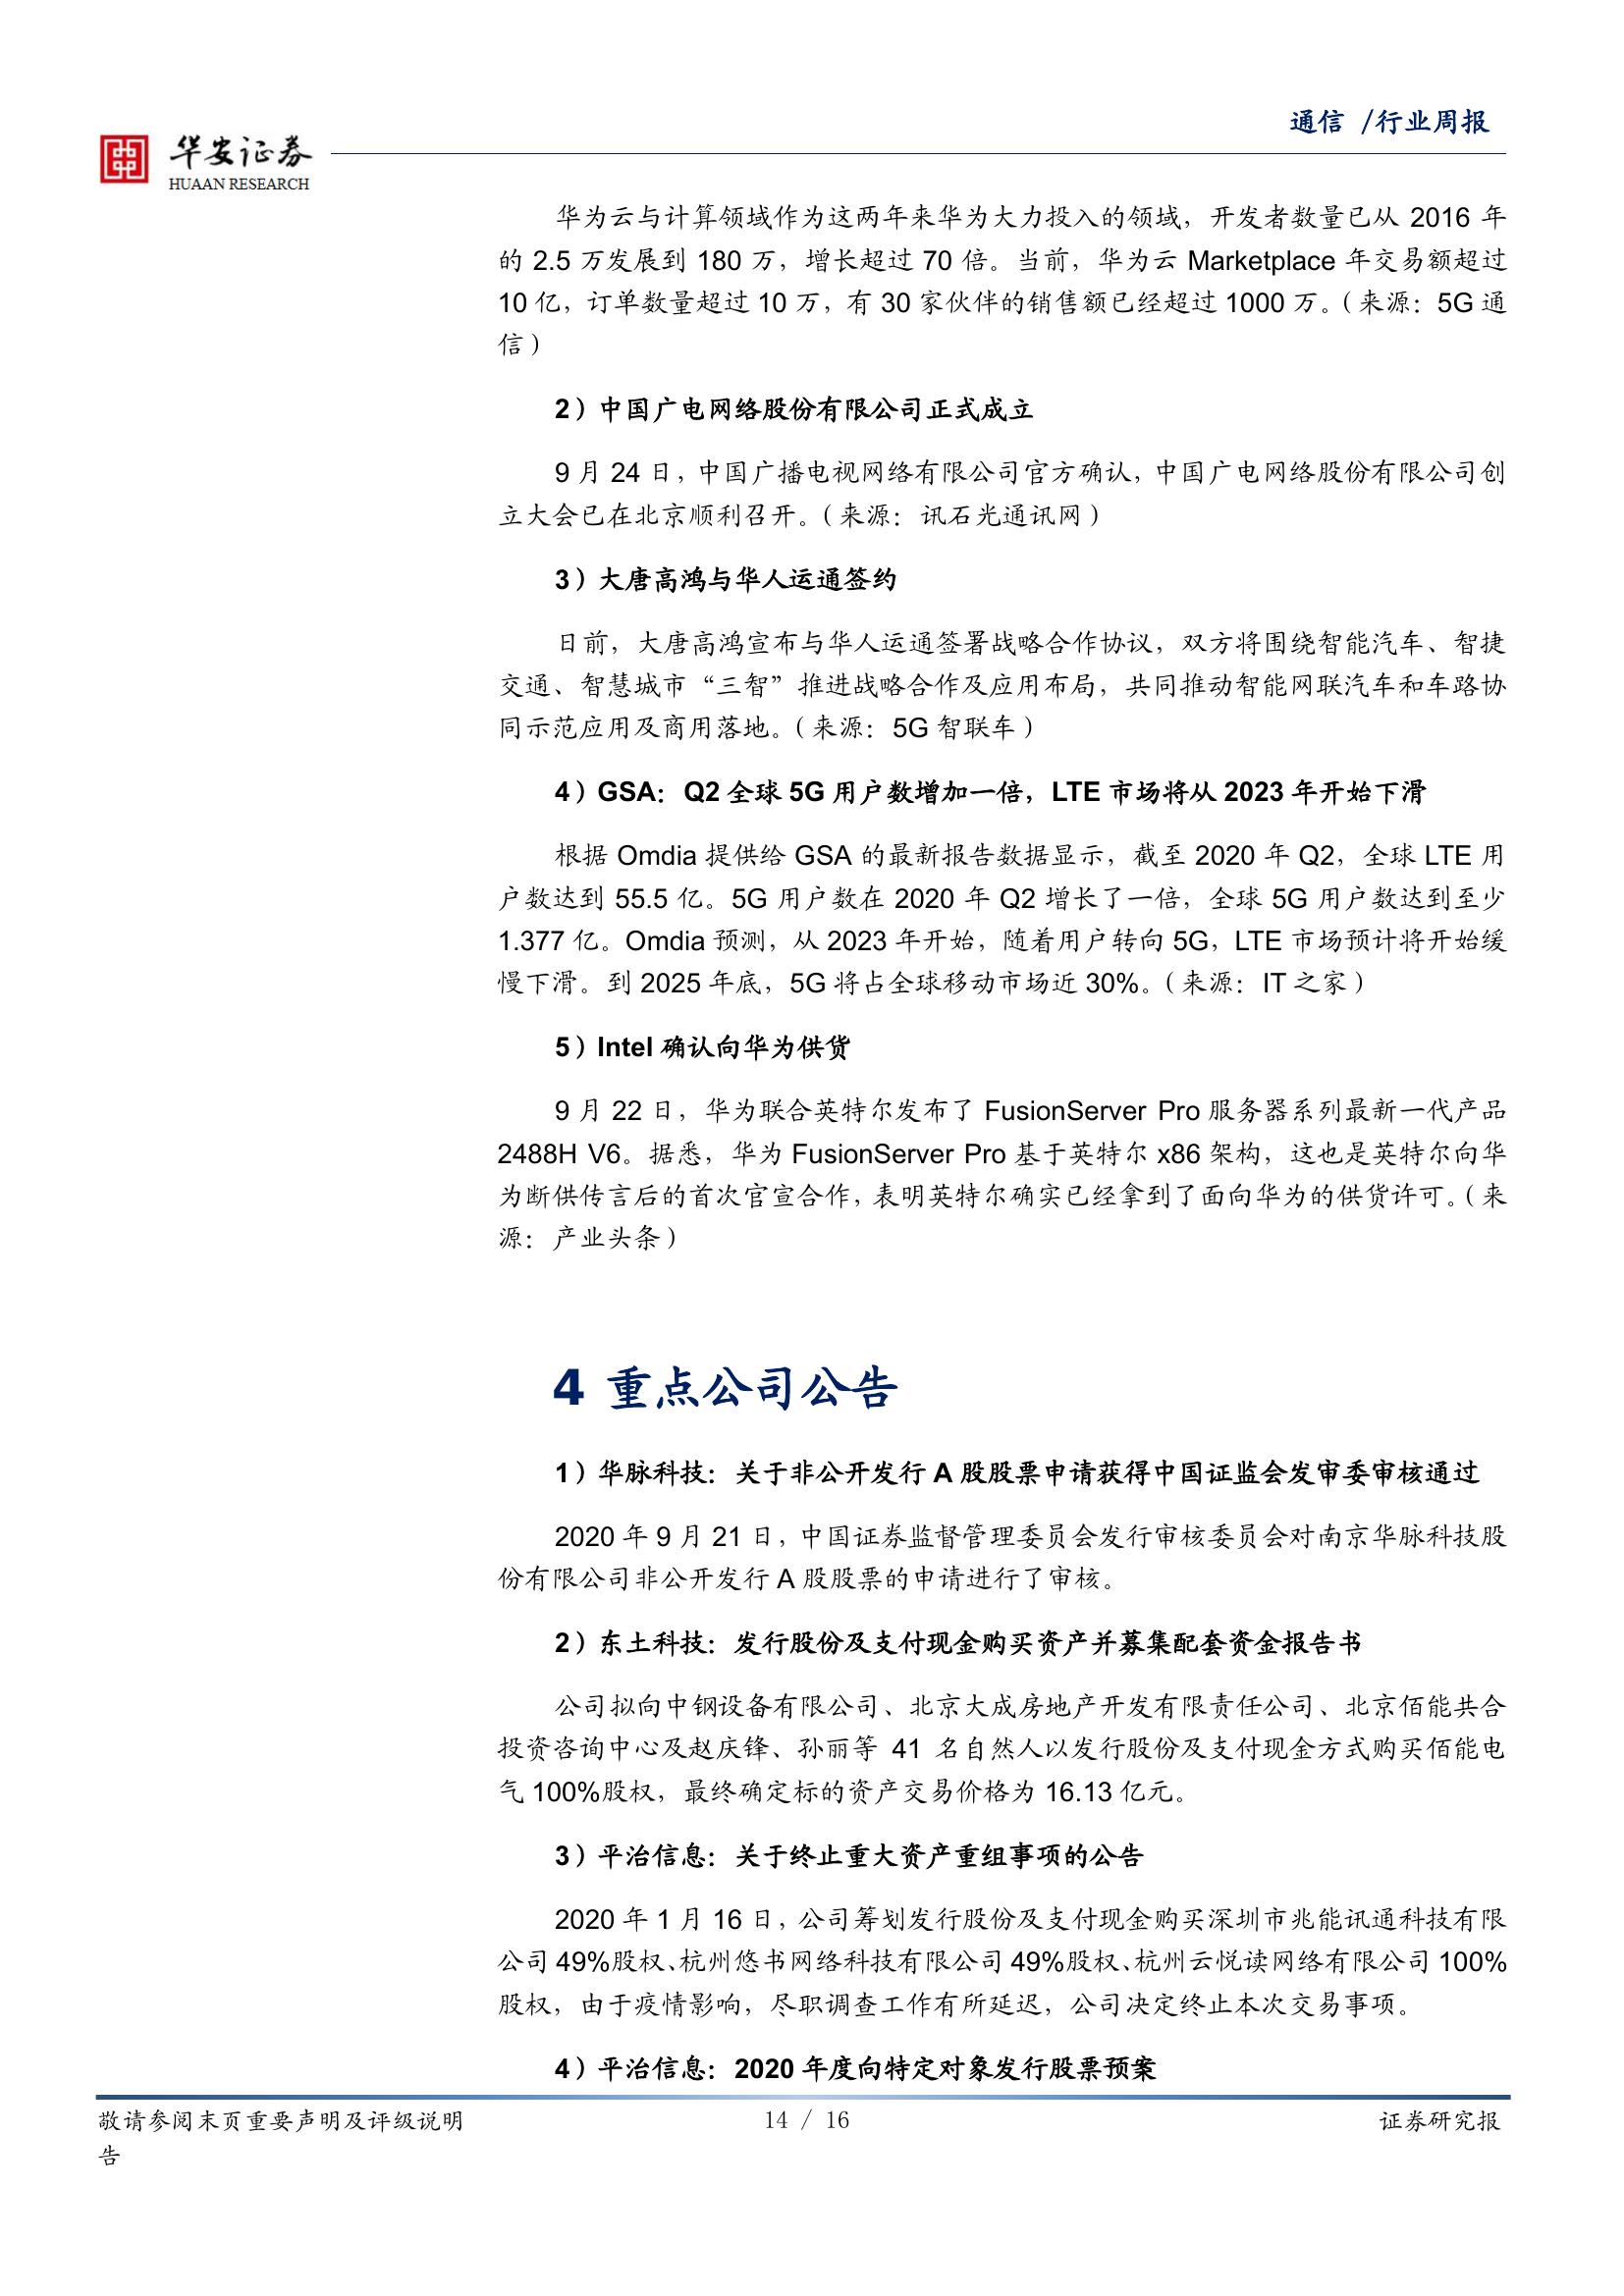 通信 /行业周报
华安证券
HUAAN RESEARCH
华为云与计算领域作为这两年来华为大力投入的领域，开发者数量已从 2016 年
的 2.5 万发展到 180 万，增长超过 70 倍。当前，华为云 Marketplace 年交易额超过
10 亿，订单数量超过 10 万，有 30 家伙伴的销售额已经超过 1000 万。（来源：5G 通
信）
2）中国广电网络股份有限公司正式成立
9 月 24 日，中国广播电视网络有限公司官方确认，中国广电网络股份有限公司创
立大会已在北京顺利召开。（来源：讯石光通讯网）
3）大唐高鸿与华人运通签约
日前，大唐高鸿宣布与华人运通签署战略合作协议，双方将围绕智能汽车、智捷
交通、智慧城市“三智”推进战略合作及应用布局，共同推动智能网联汽车和车路协
同示范应用及商用落地。（来源：5G 智联车）
4）GSA：Q2 全球 5G 用户数增加一倍，LTE 市场将从 2023 年开始下滑
根据 Omdia 提供给 GSA 的最新报告数据显示，截至 2020 年 Q2，全球 LTE 用
户数达到 55.5 亿。5G 用户数在 2020 年 Q2 增长了一倍，全球 5G 用户数达到至少
1.377 亿。Omdia 预测，从 2023 年开始，随着用户转向 5G，LTE 市场预计将开始缓
慢下滑。到 2025 年底，5G 将占全球移动市场近 30%。（来源：IT 之家）
5）Intel 确认向华为供货
9 月 22 日，华为联合英特尔发布了 FusionServer Pro 服务器系列最新一代产品
2488H V6。据悉，华为 FusionServer Pro 基于英特尔 x86 架构，这也是英特尔向华
为断供传言后的首次官宣合作，表明英特尔确实已经拿到了面向华为的供货许可。（来
源：产业头条）
4 重点公司公告
1）华脉科技：关于非公开发行 A 股股票申请获得中国证监会发审委审核通过
2020 年 9 月 21 日，中国证券监督管理委员会发行审核委员会对南京华脉科技股
份有限公司非公开发行 A 股股票的申请进行了审核。
2）东土科技：发行股份及支付现金购买资产并募集配套资金报告书
公司拟向中钢设备有限公司、北京大成房地产开发有限责任公司、北京佰能共合
投资咨询中心及赵庆锋、孙丽等 41 名自然人以发行股份及支付现金方式购买佰能电
气 100%股权，最终确定标的资产交易价格为 16.13 亿元。
3）平治信息：关于终止重大资产重组事项的公告
2020 年 1 月 16 日，公司筹划发行股份及支付现金购买深圳市兆能讯通科技有限
公司 49%股权、杭州悠书网络科技有限公司 49%股权、杭州云悦读网络有限公司 100%
股权，由于疫情影响，尽职调查工作有所延迟，公司决定终止本次交易事项。
4）平治信息：2020 年度向特定对象发行股票预案
敬请参阅末页重要声明及评级说明 14 / 16 证券研究报
告